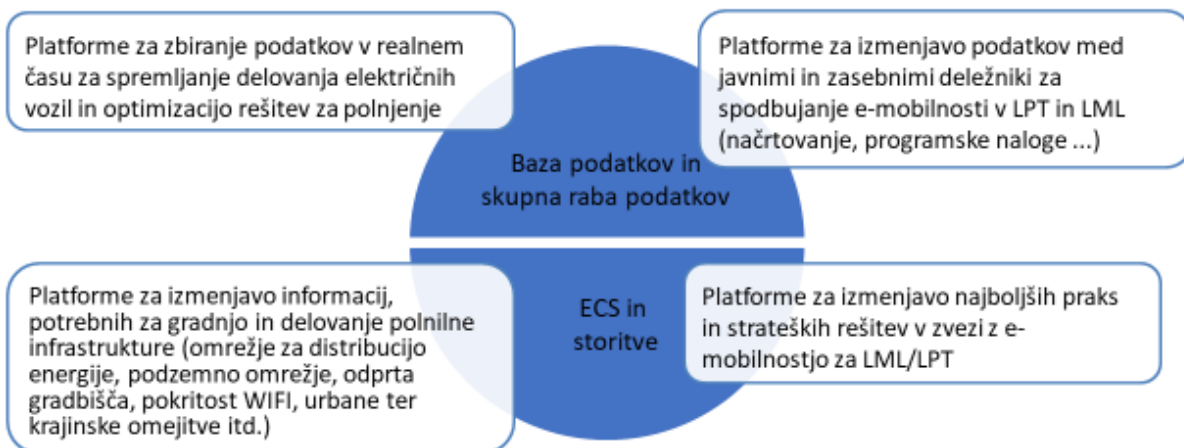 Platforme za zbiranje podatkov v realnem
času za spremljanje delovanja električnih
vozil in optimizacijo rešitev za polnjenje
Platforme za izmenjavo podatkov med
javnimi in zasebnimi deležniki za
spodbujanje e-mobilnosti v LPT in LML
(načrtovanje, programske naloge ...)
Baza podatkov in
skupna raba podatkov
Platforme za izmenjavo informacij,
potrebnih za gradnjo in delovanje polnilne
infrastrukture (omrežje za distribucijo
energije, podzemno omrežje, odprta
gradbišča, pokritost WIFI, urbane ter
krajinske omejitve itd.)
ECS in
storitve
Platforme za izmenjavo najboljših praks
in strateških rešitev v zvezi z e-
mobilnostjo za LML/LPT